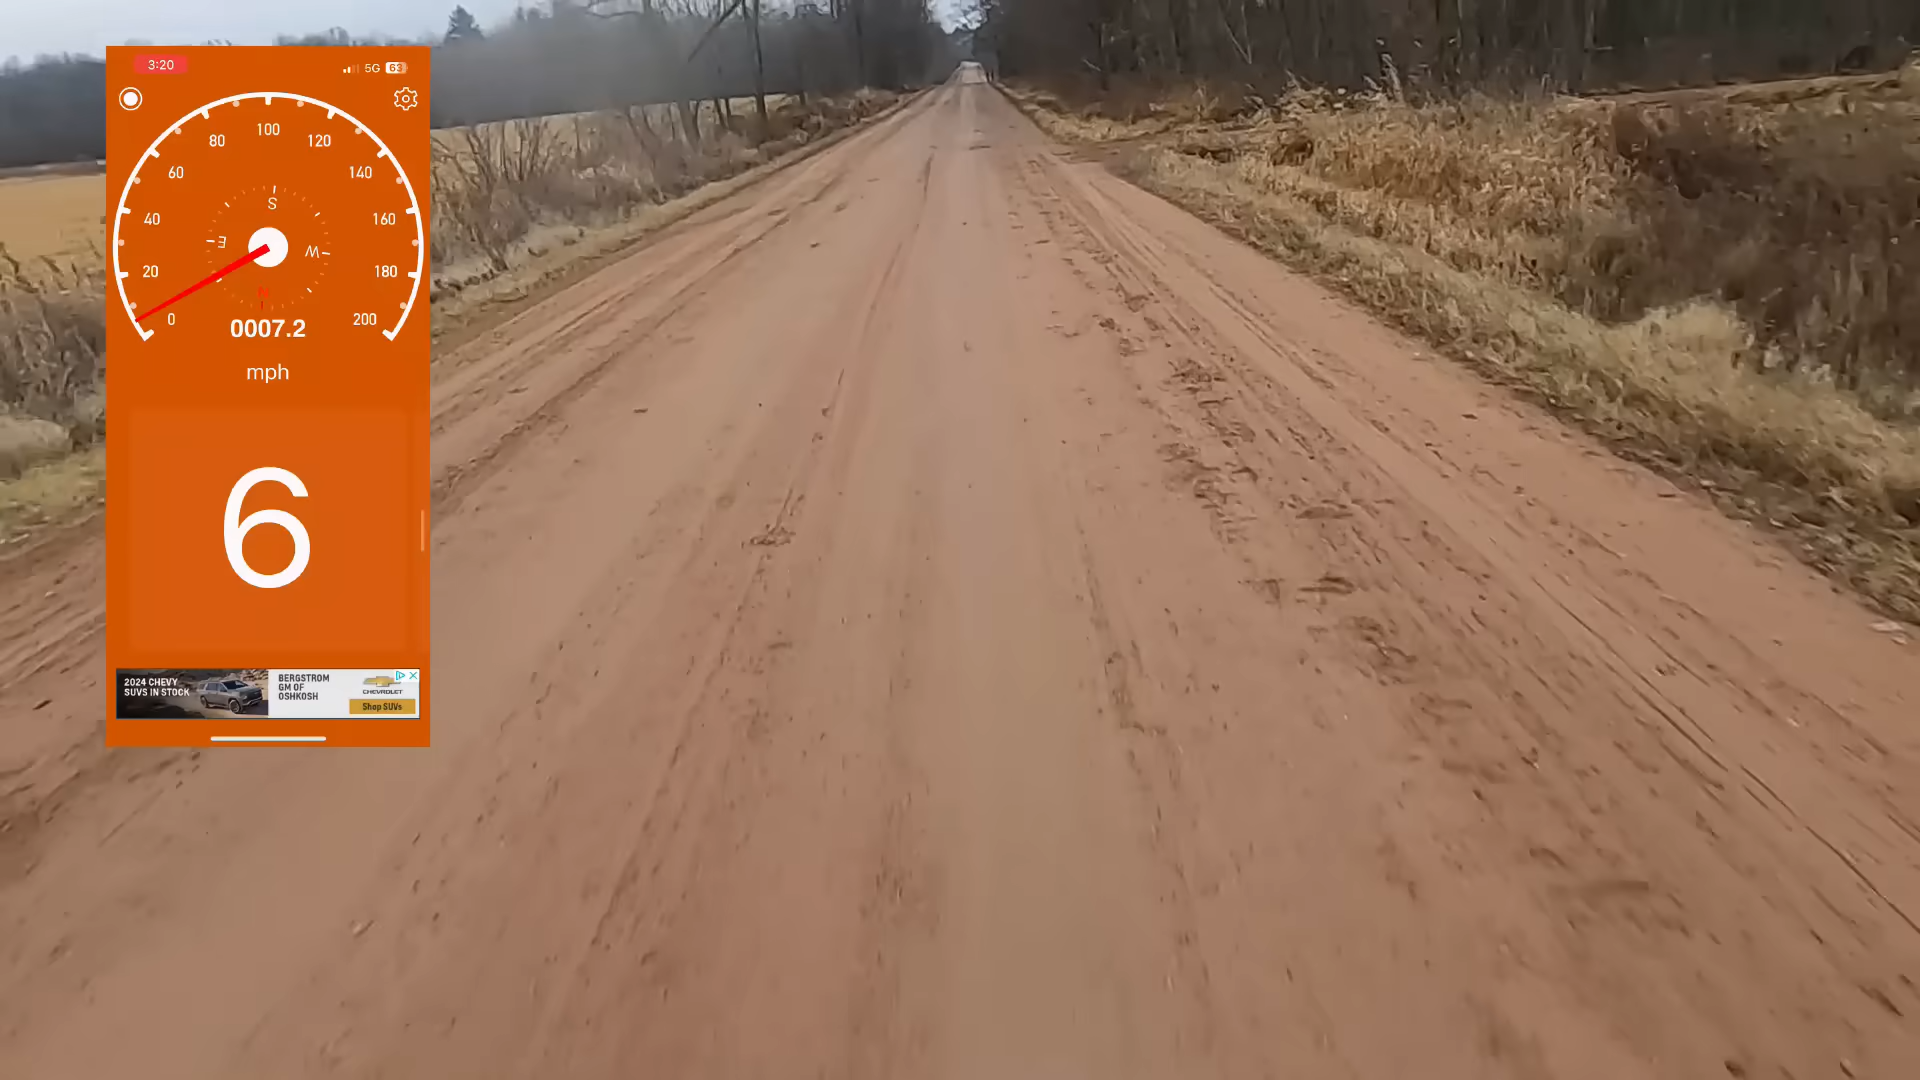 3:20
5G 63
100
80 120
60 140
S
40 160
E W
20 180
N
0 200
0007.2
mph
6
2024 CHEVY
SUVS IN STOCK
BERGSTROM
GM OF
OSHKOSH
CHEVROLET
Shop SUVs